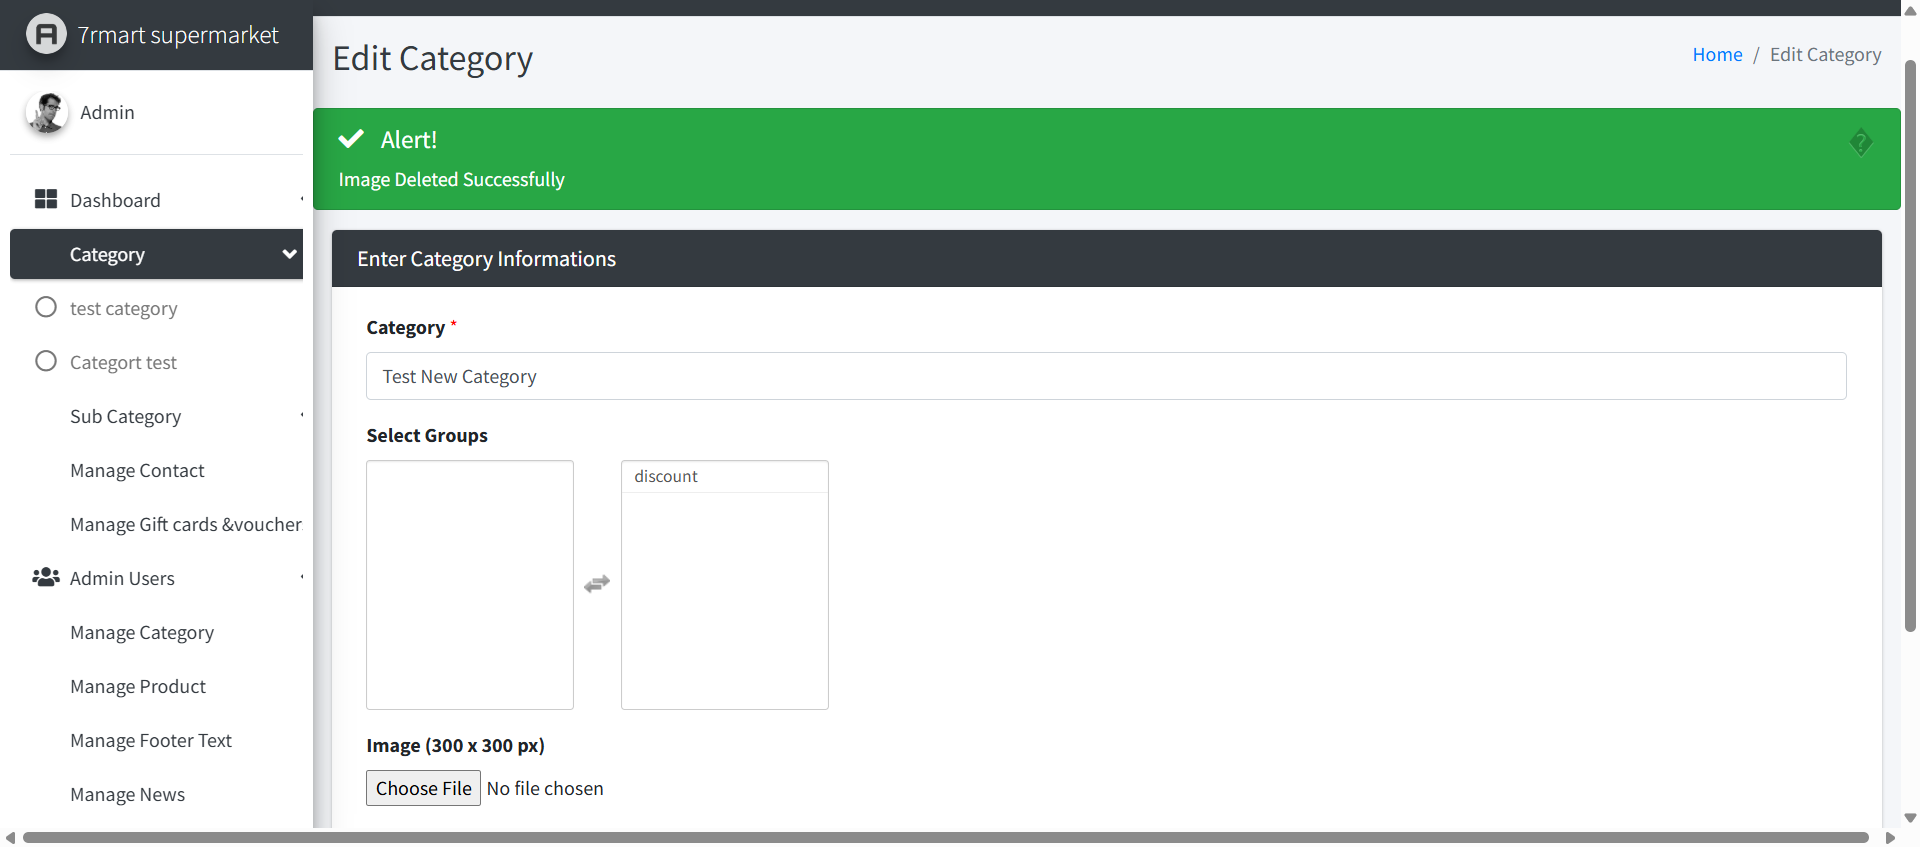 7rmart supermarket
Admin
Dashboard
Category
test category
Categort test
Sub Category
Manage Contact
Manage Gift cards &voucher
Admin Users
Manage Category
Manage Product
Manage Footer Text
Manage News
Edit Category
Home / Edit Category
Alert!
Image Deleted Successfully
Enter Category Informations
Category *
Test New Category
Select Groups
discount
Image (300 x 300 px)
Choose File No file chosen